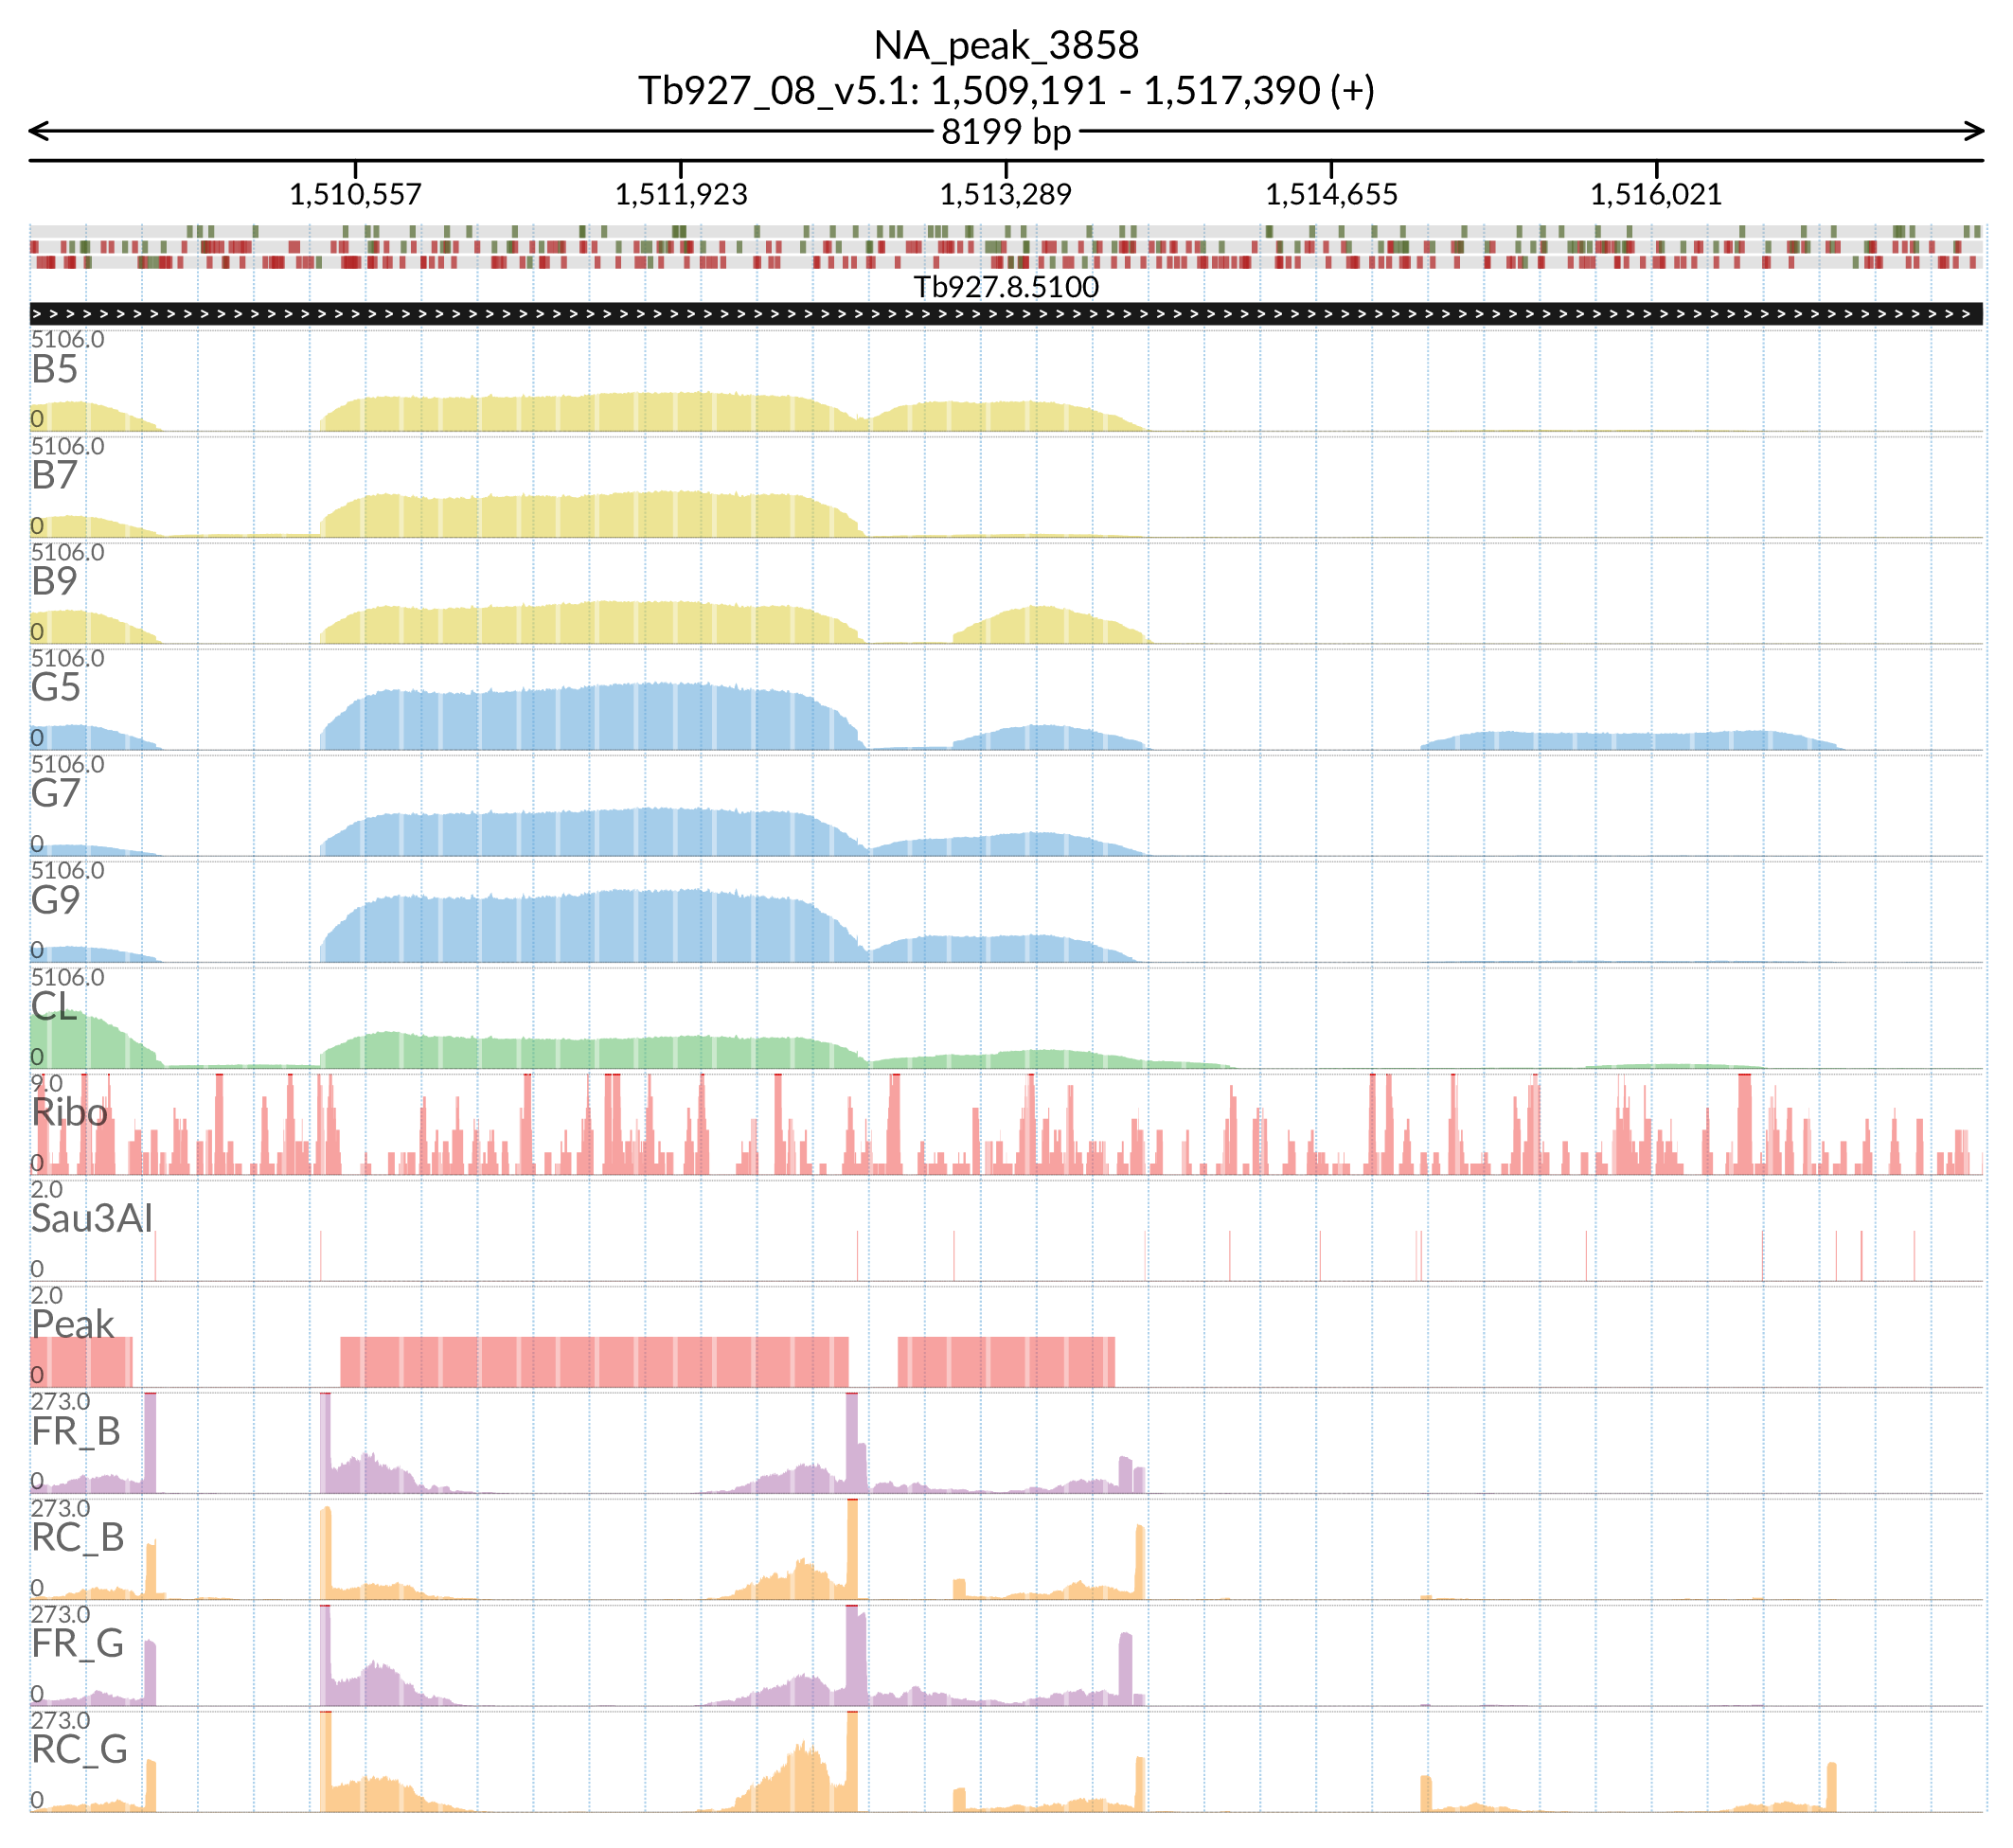 NA_peak_3858
Tb927_08_v5.1: 1,509,191 - 1,517,390 (+)
8199 bp
1,510,557 1,511,923 1,513,289 1,514,655 1,516,021
Tb927.8.5100
5106.0
B5
0
5106.0
B7
0
5106.0
B9
0
5106.0
G5
0
5106.0
G7
0
5106.0
G9
0
5106.0
CL
0
9.0
Ribo
0
2.0
Sau3AI
0
2.0
Peak
0
273.0
FR_B
0
273.0
RC_B
0
273.0
FR_G
0
273.0
RC_G
0